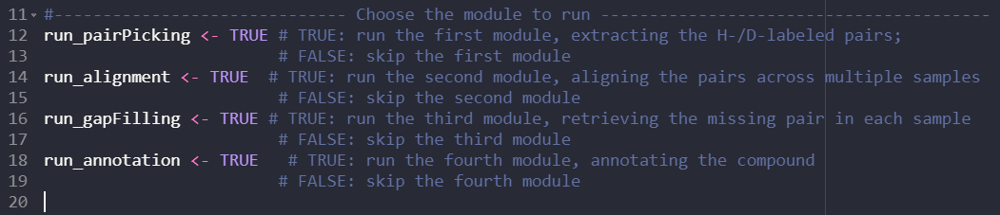 11 #----------------------------- Choose the module to run ---------------------------------------
12 run_pairPicking <- TRUE # TRUE: run the first module, extracting the H-/D-labeled pairs;
13 # FALSE: skip the first module
14 run_alignment <- TRUE # TRUE: run the second module, aligning the pairs across multiple samples
15 # FALSE: skip the second module
16 run_gapFilling <- TRUE # TRUE: run the third module, retrieving the missing pair in each sample
17 # FALSE: skip the third module
18 run_annotation <- TRUE # TRUE: run the fourth module, annotating the compound
19 # FALSE: skip the fourth module
20